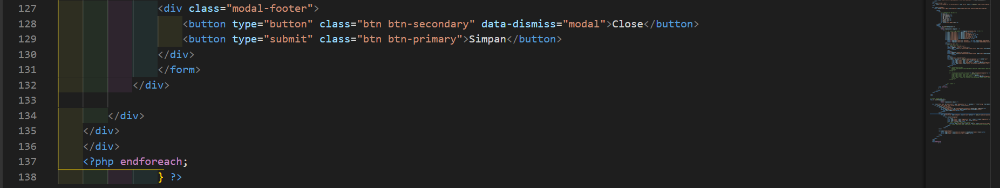 127 <div class="modal-footer">
128 <button type="button" class="btn btn-secondary" data-dismiss="modal">Close</button>
129 <button type="submit" class="btn btn-primary">Simpan</button>
130 </div>
131 </form>
132 </div>
133
134 </div>
135 </div>
136 </div>
137 <?php endforeach;
138 } ?>